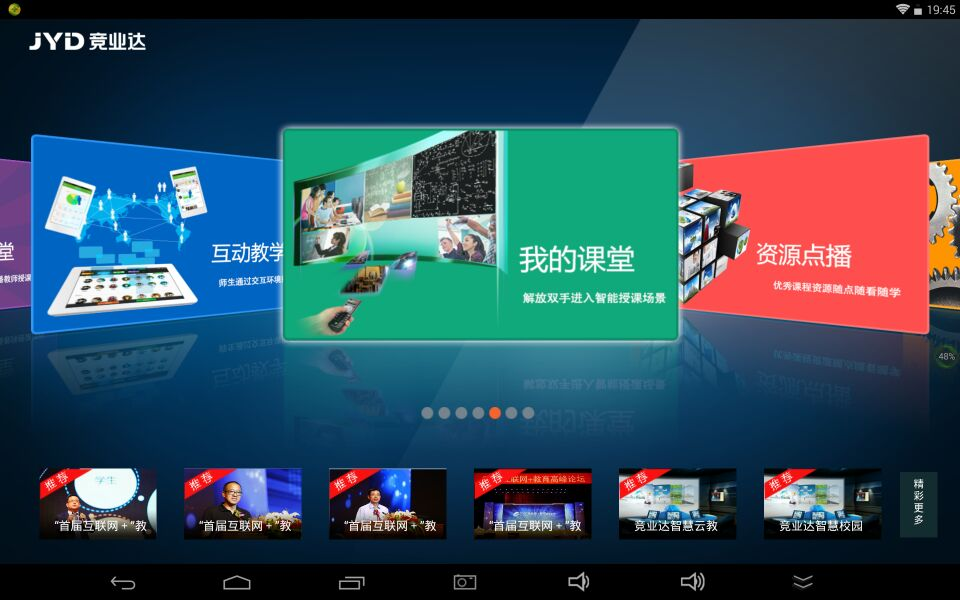 19:45
JYD 竞业达
堂
播教师授课
互动教学
师生通过交互环境
我的课堂
解放双手进入智能授课场景
资源点播
优秀课程资源随点随看随学
48%
推荐
学生
“首届互联网+”教
推荐
“首届互联网+”教
推荐
“首届互联网+”教
推荐
互联网+教育高峰论坛
“首届互联网+”教
推荐
竞业达智慧云教
推荐
竞业达智慧校园
精彩更多